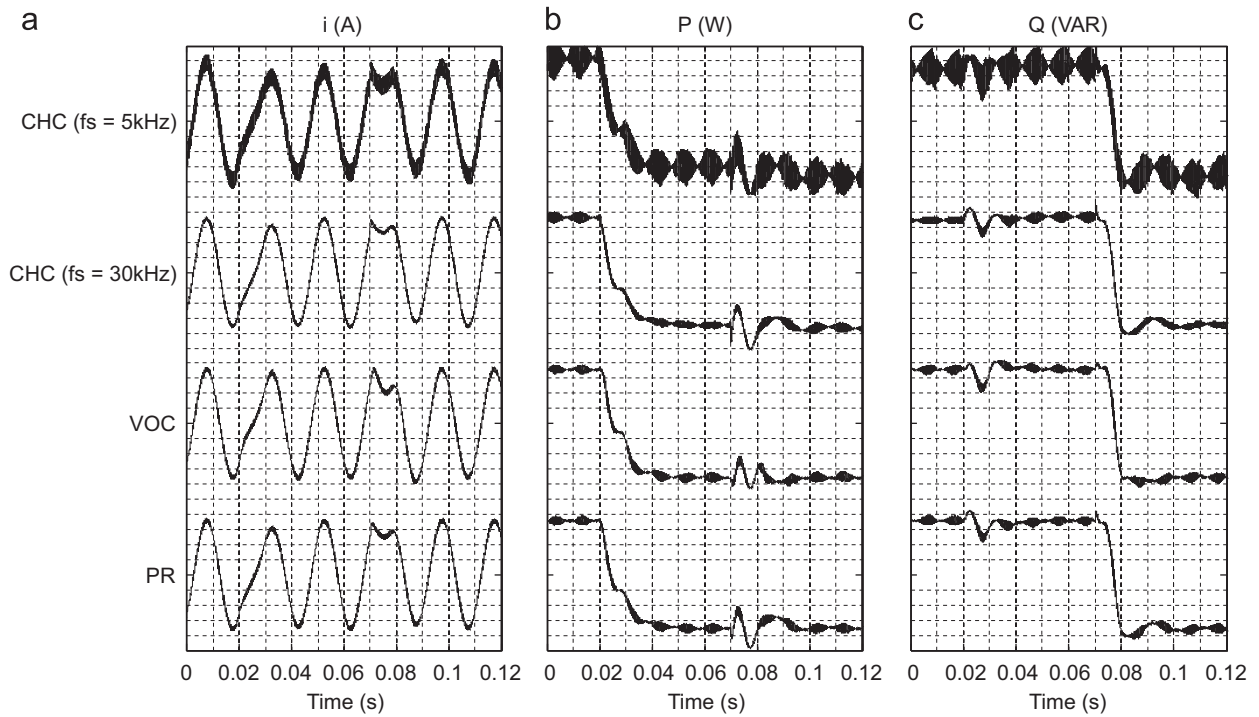 a
i (A)
b
P (W)
c
Q (VAR)
CHC (fs = 5kHz)
CHC (fs = 30kHz)
VOC
PR
0 0.02 0.04 0.06 0.08 0.1 0.12
0 0.02 0.04 0.06 0.08 0.1 0.12
0 0.02 0.04 0.06 0.08 0.1 0.12
Time (s)
Time (s)
Time (s)